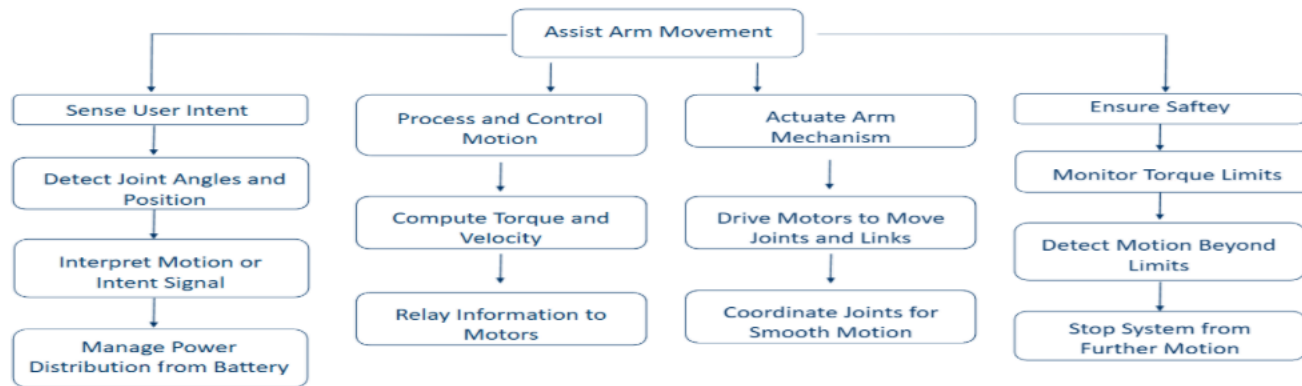 Assist Arm Movement
Sense User Intent
Detect Joint Angles and
Position
Interpret Motion or
Intent Signal
Manage Power
Distribution from Battery
Process and Control
Motion
Compute Torque and
Velocity
Relay Information to
Motors
Actuate Arm
Mechanism
Drive Motors to Move
Joints and Links
Coordinate Joints for
Smooth Motion
Ensure Saftey
Monitor Torque Limits
Detect Motion Beyond
Limits
Stop System from
Further Motion